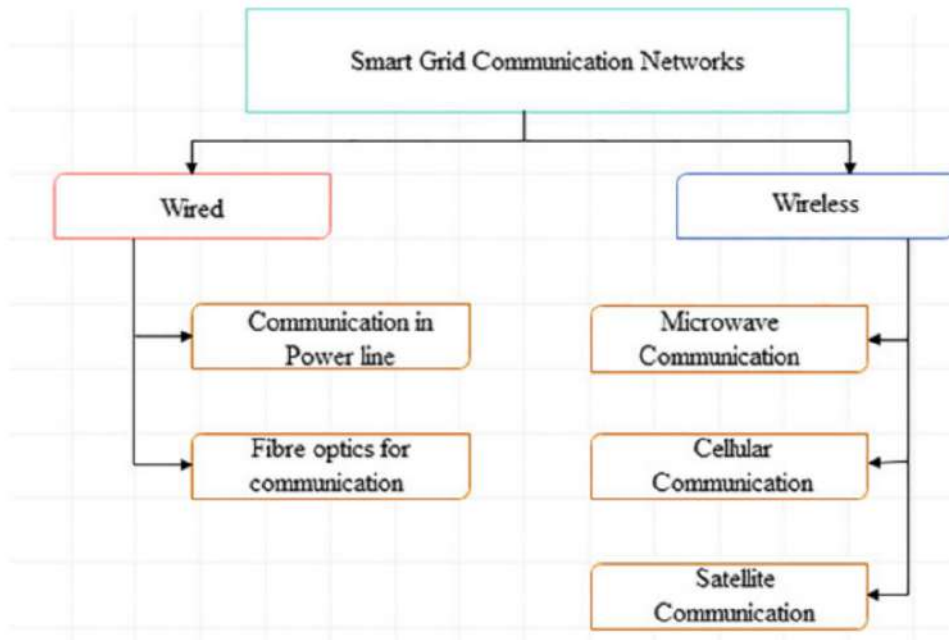 Smart Grid Communication Networks
Wired
Wireless
Communication in
Power line
Fibre optics for
communication
Microwave
Communication
Cellular
Communication
Satellite
Communication